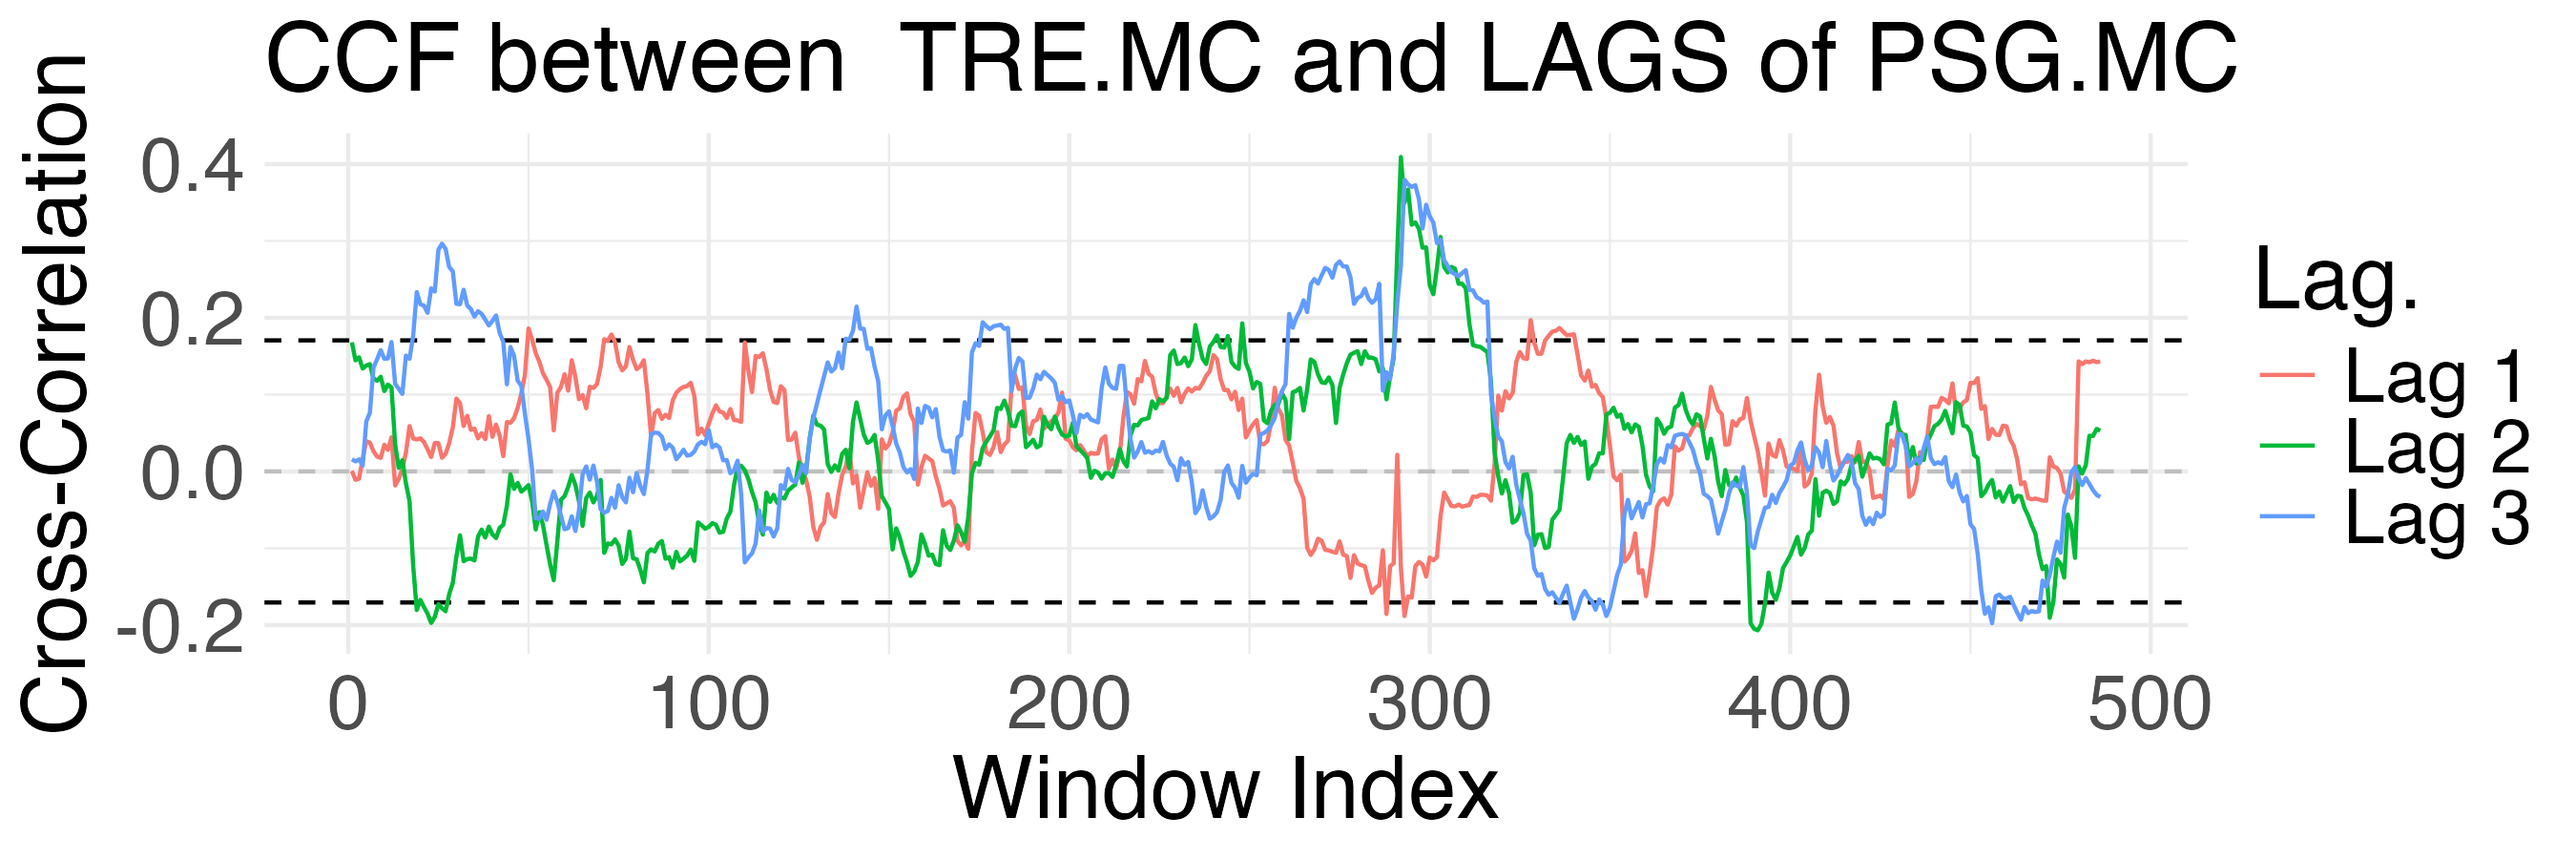 CCF between  TRE.MC and LAGS of PSG.MC
Cross-Correlation
0.4
0.2
0.0
-0.2
0 100 200 300 400 500
Window Index
Lag.
Lag 1
Lag 2
Lag 3